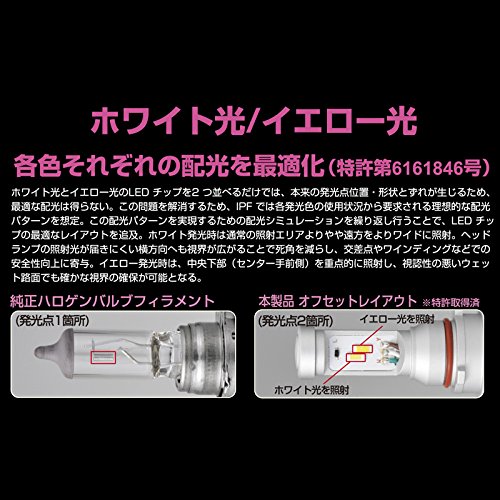 ホワイト光/イエロー光
各色それぞれの配光を最適化(特許第6161846号)
ホワイト光とイエロー光のLED チップを2 つ並べるだけでは、本来の発光点位置・形状とずれが生じるため、
最適な配光は得らない。この問題を解消するため、IPF では各発光色の使用状況から要求される理想的な配光
パターンを想定。この配光パターンを実現するための配光シミュレーションを繰り返し行うことで、LED チッ
プの最適なレイアウトを追及。ホワイト発光時は通常の照射エリアよりやや遠方をよりワイドに照射。ヘッド
ランプの照射光が届きにくい横方向へも視界が広がることで死角を減らし、交差点やワインディングなどでの
安全性向上に寄与。イエロー発光時は、中央下部(センター手前側)を重点的に照射し、視認性の悪いウェッ
ト路面でも確かな視界の確保が可能となる。
純正ハロゲンバルブフィラメント
(発光点1箇所)
本製品 オフセットレイアウト ※特許取得済
(発光点2箇所)
イエロー光を照射
ホワイト光を照射